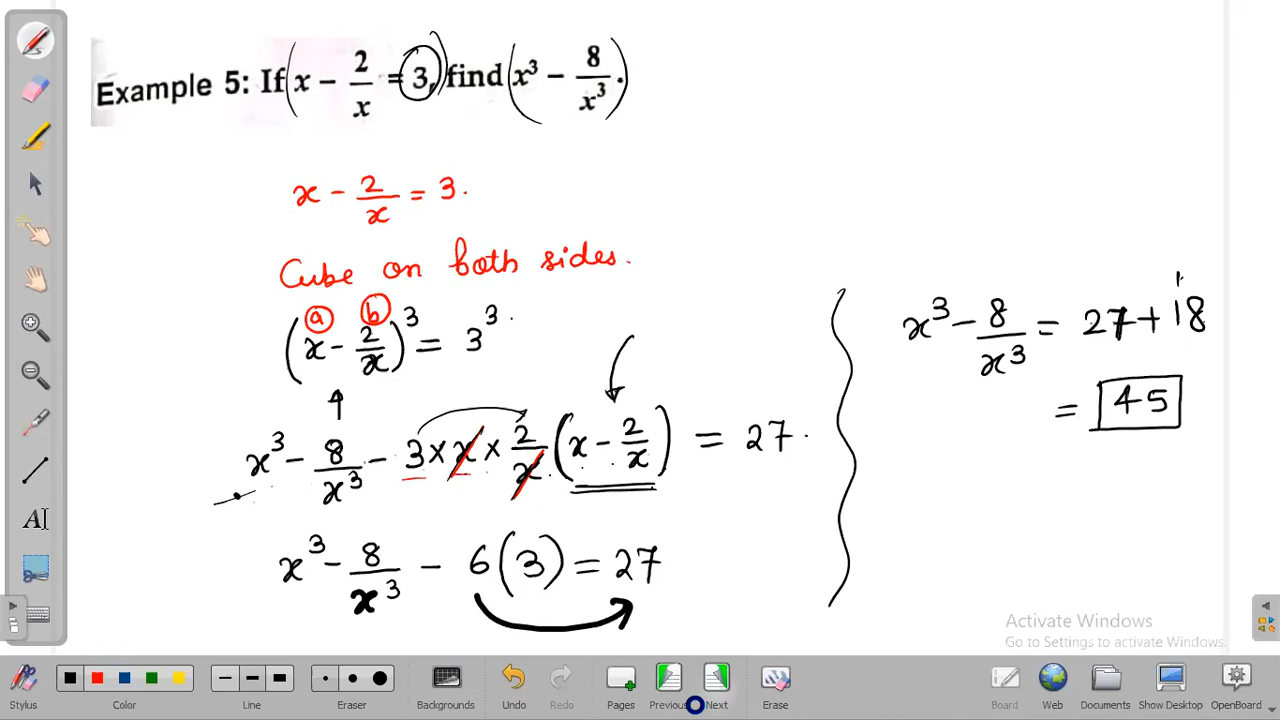 Example 5: If (x − 2/x = 3, find (x³ − 8/x³).
x − 2/x = 3.
Cube on both sides.
a b
(x − 2/x)³ = 3³.
x³ − 8/x³ − 3 × x × 2/x (x − 2/x) = 27.
x³ − 8/x³ − 6(3) = 27
x³ − 8/x³ = 27 + 18
= 45
Activate Windows
Go to Settings to activate Windows.
Stylus Color Line Eraser Backgrounds Undo Redo Pages Previous Next Erase Board Web Documents Show Desktop OpenBoard